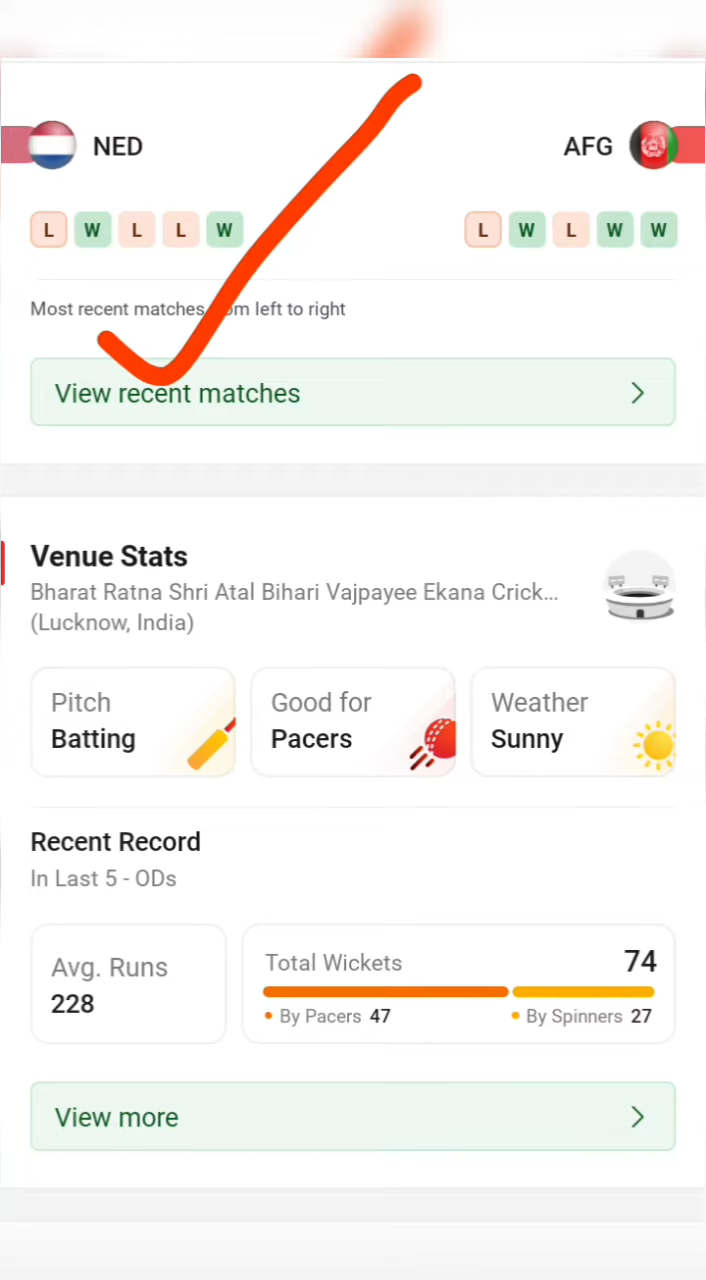 NED AFG
L W L L W L W L W W
Most recent matches om left to right
View recent matches
Venue Stats
Bharat Ratna Shri Atal Bihari Vajpayee Ekana Crick...
(Lucknow, India)
Pitch Good for Weather
Batting Pacers Sunny
Recent Record
In Last 5 - ODs
Avg. Runs
228
Total Wickets 74
By Pacers 47 By Spinners 27
View more